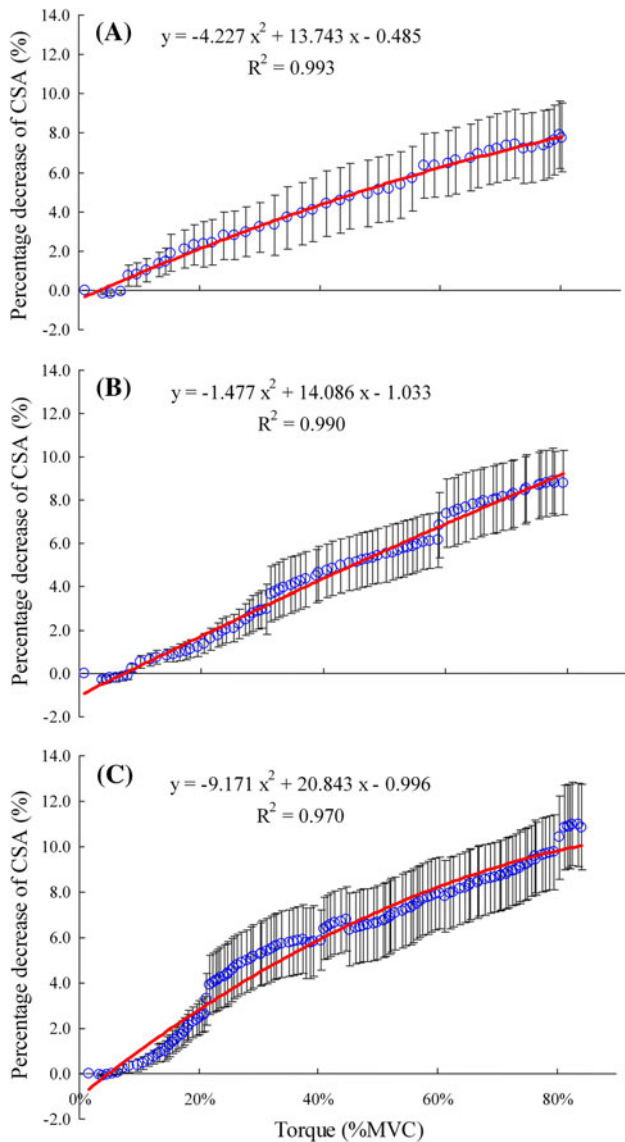 (A) y = -4.227 x² + 13.743 x - 0.485
R² = 0.993
Percentage decrease of CSA (%)
14.0
12.0
10.0
8.0
6.0
4.0
2.0
0.0
-2.0
(B) y = -1.477 x² + 14.086 x - 1.033
R² = 0.990
Percentage decrease of CSA (%)
14.0
12.0
10.0
8.0
6.0
4.0
2.0
0.0
-2.0
(C) y = -9.171 x² + 20.843 x - 0.996
R² = 0.970
Percentage decrease of CSA (%)
14.0
12.0
10.0
8.0
6.0
4.0
2.0
0.0
-2.0
0% 20% 40% 60% 80%
Torque (%MVC)